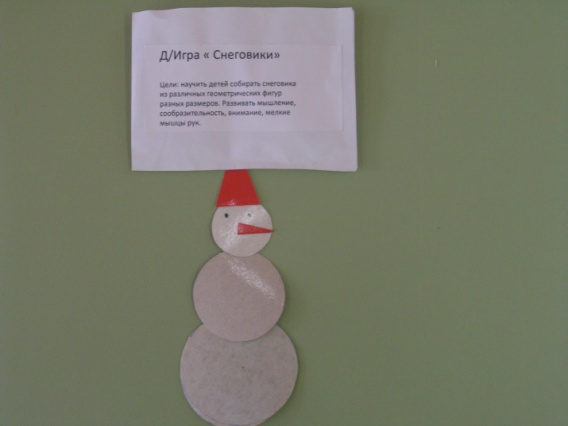 Д/Игра « Снеговики»
Цели: научить детей собирать снеговика
из различных геометрических фигур
разных размеров. Развивать мышление,
сообразительность, внимание, мелкие
мышцы рук.